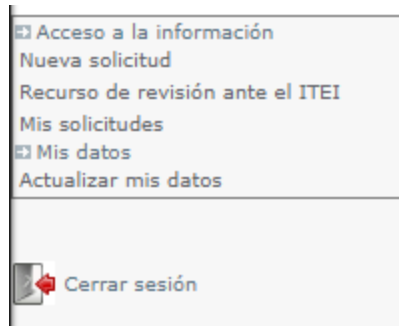 Acceso a la información
Nueva solicitud
Recurso de revisión ante el ITEI
Mis solicitudes
Mis datos
Actualizar mis datos
Cerrar sesión